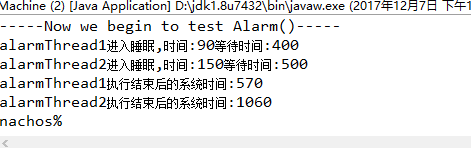 Machine (2) [Java Application] D:\jdk1.8u7432\bin\javaw.exe (2017年12月7日 下午1
-----Now we begin to test Alarm()-----
alarmThread1进入睡眠,时间:90等待时间:400
alarmThread2进入睡眠,时间:150等待时间:500
alarmThread1执行结束后的系统时间:570
alarmThread2执行结束后的系统时间:1060
nachos%